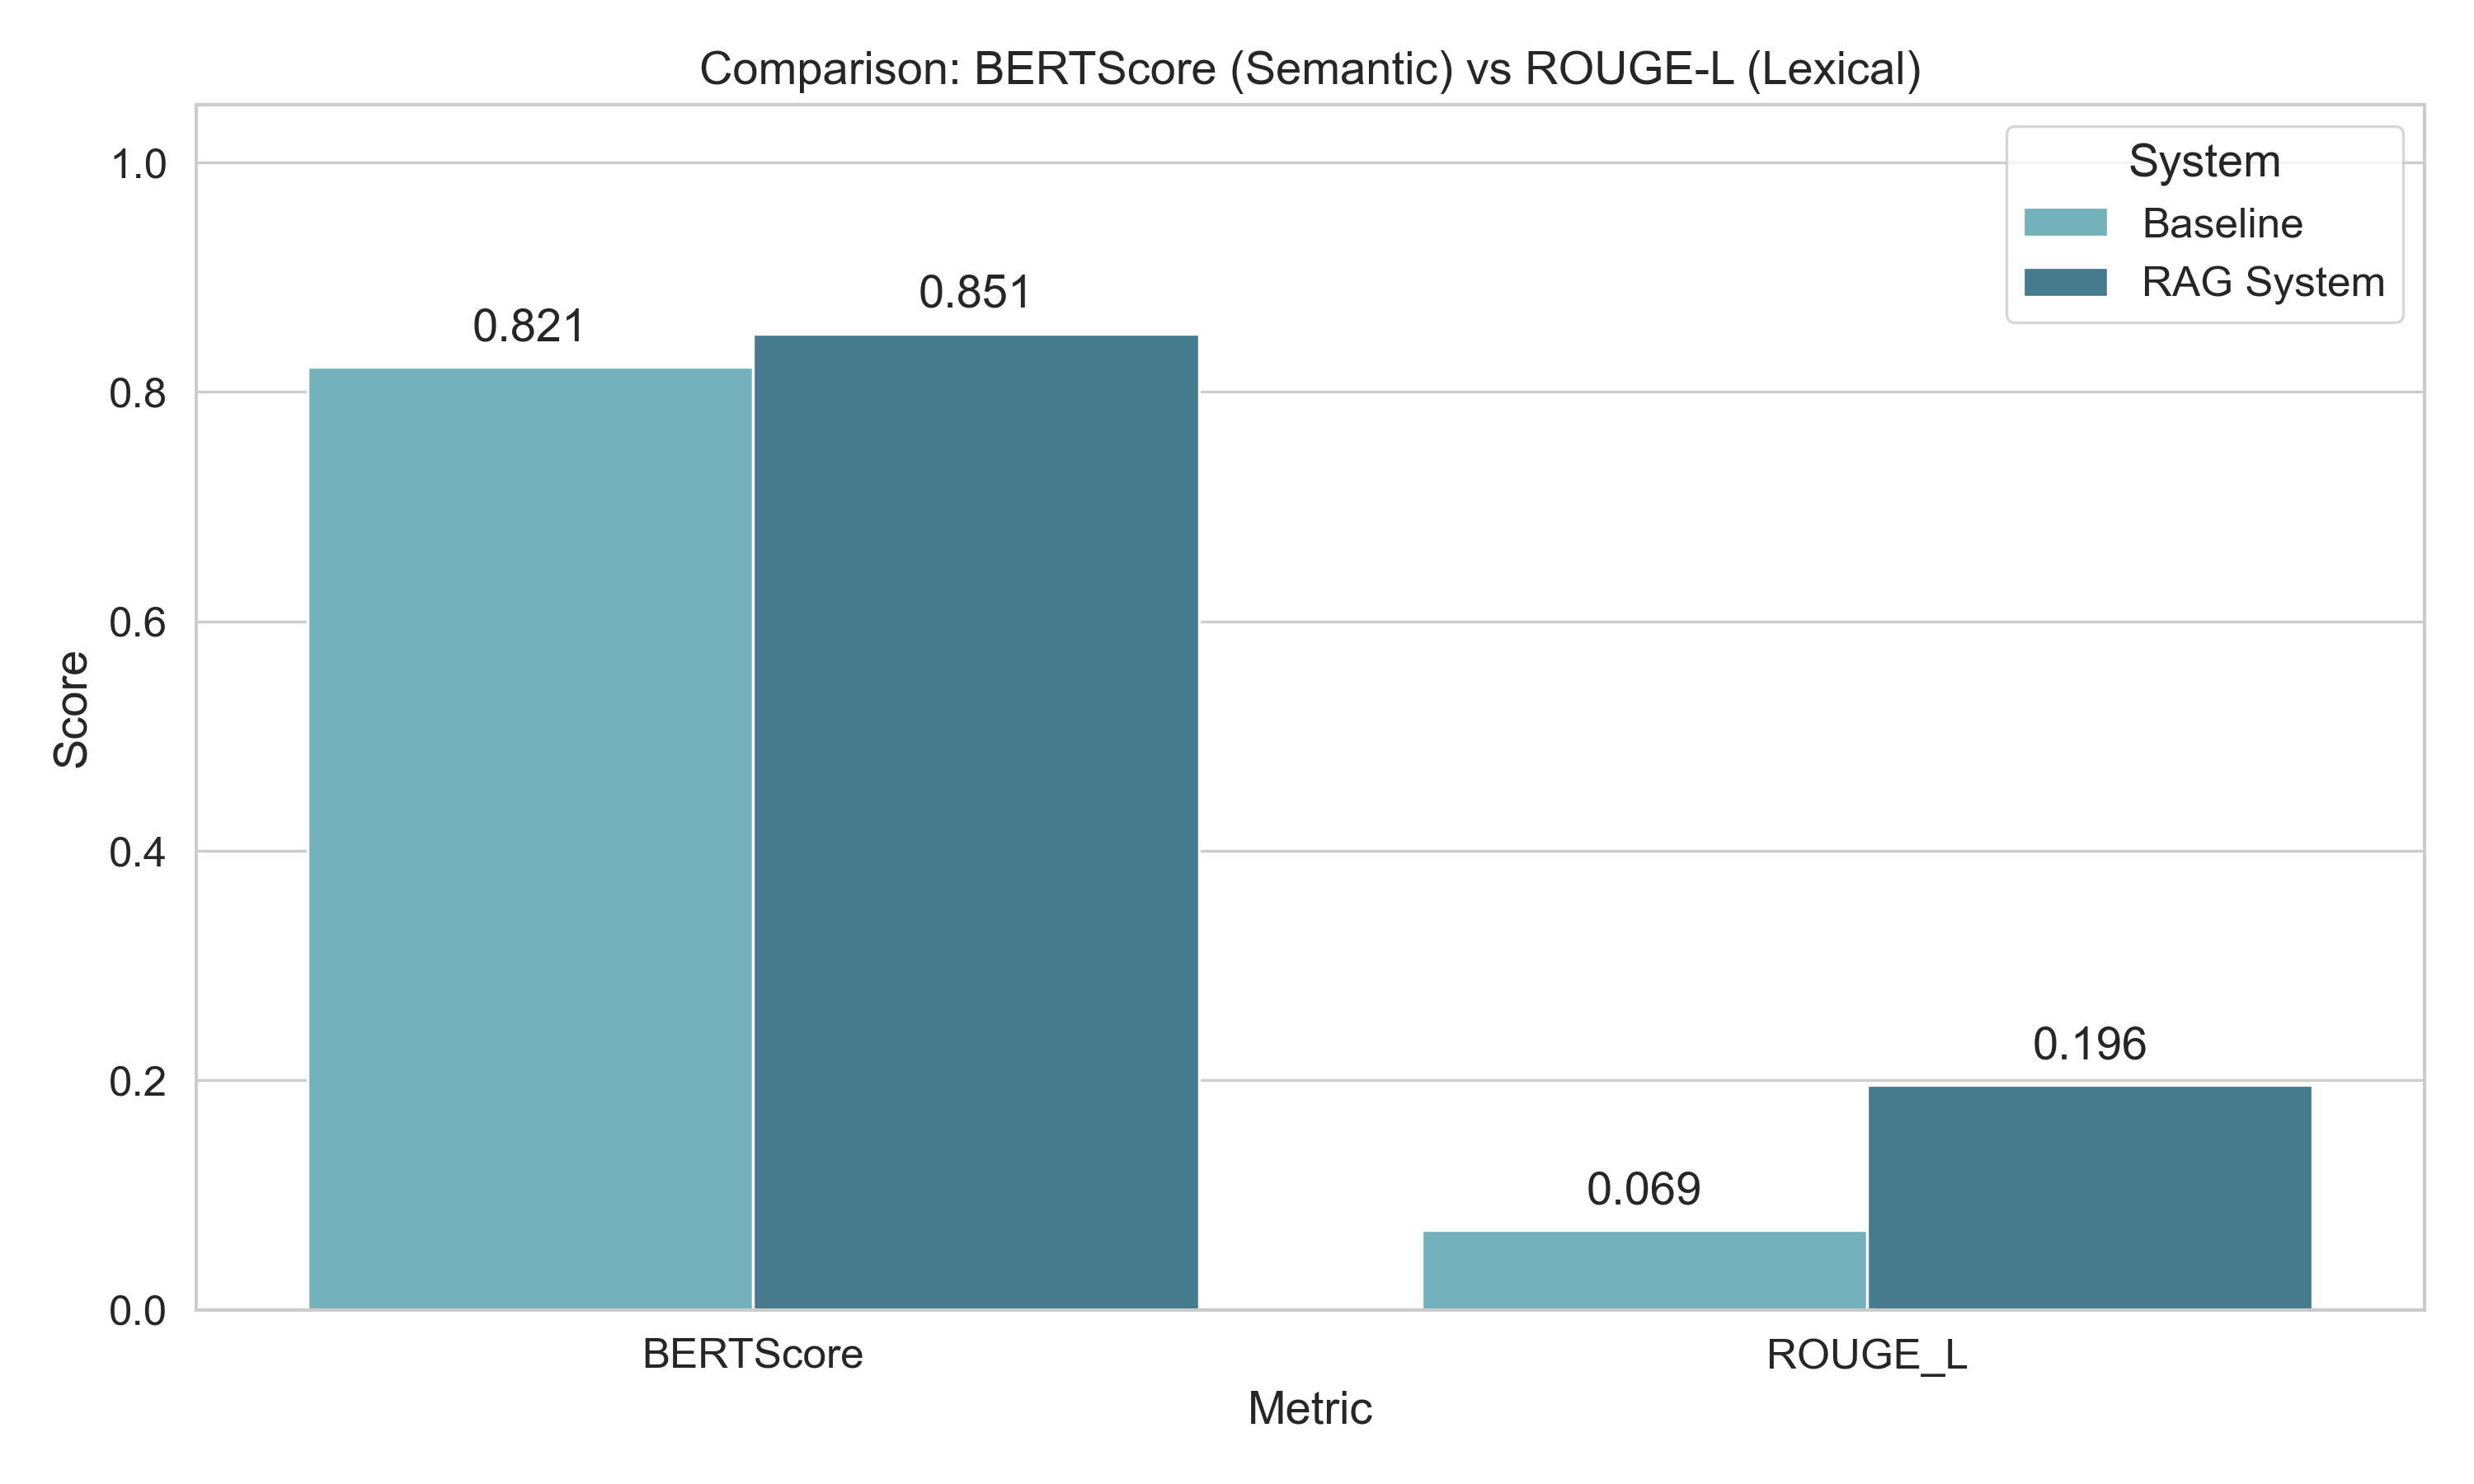 Comparison: BERTScore (Semantic) vs ROUGE-L (Lexical)
System
Baseline
RAG System
1.0
0.8
0.6
0.4
0.2
0.0
Score
0.821
0.851
0.069
0.196
BERTScore
ROUGE_L
Metric